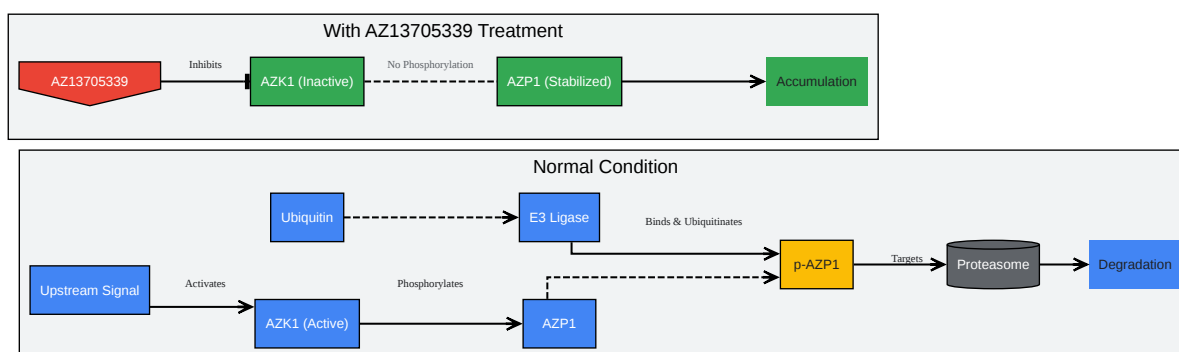 With AZ13705339 Treatment
AZ13705339
Inhibits
AZK1 (Inactive)
No Phosphorylation
AZP1 (Stabilized)
Accumulation
Normal Condition
Ubiquitin
E3 Ligase
Binds & Ubiquitinates
p-AZP1
Targets
Proteasome
Degradation
Upstream Signal
Activates
AZK1 (Active)
Phosphorylates
AZP1